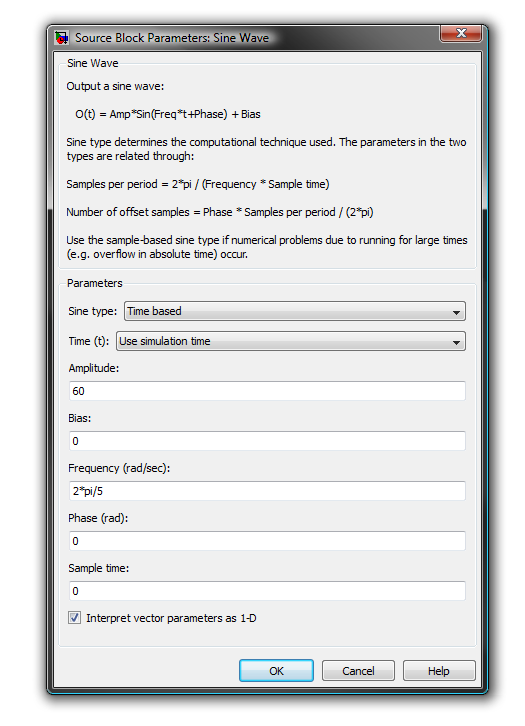 Source Block Parameters: Sine Wave
Sine Wave
Output a sine wave:
O(t) = Amp*Sin(Freq*t+Phase) + Bias
Sine type determines the computational technique used. The parameters in the two
types are related through:
Samples per period = 2*pi / (Frequency * Sample time)
Number of offset samples = Phase * Samples per period / (2*pi)
Use the sample-based sine type if numerical problems due to running for large times
(e.g. overflow in absolute time) occur.
Parameters
Sine type: Time based
Time (t): Use simulation time
Amplitude:
60
Bias:
0
Frequency (rad/sec):
2*pi/5
Phase (rad):
0
Sample time:
0
Interpret vector parameters as 1-D
OK Cancel Help